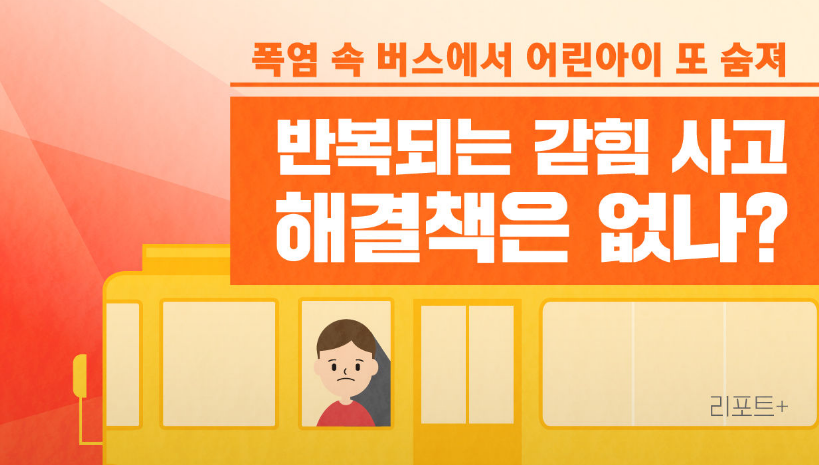 폭염 속 버스에서 어린아이 또 숨져
반복되는 갇힘 사고
해결책은 없나?
리포트+